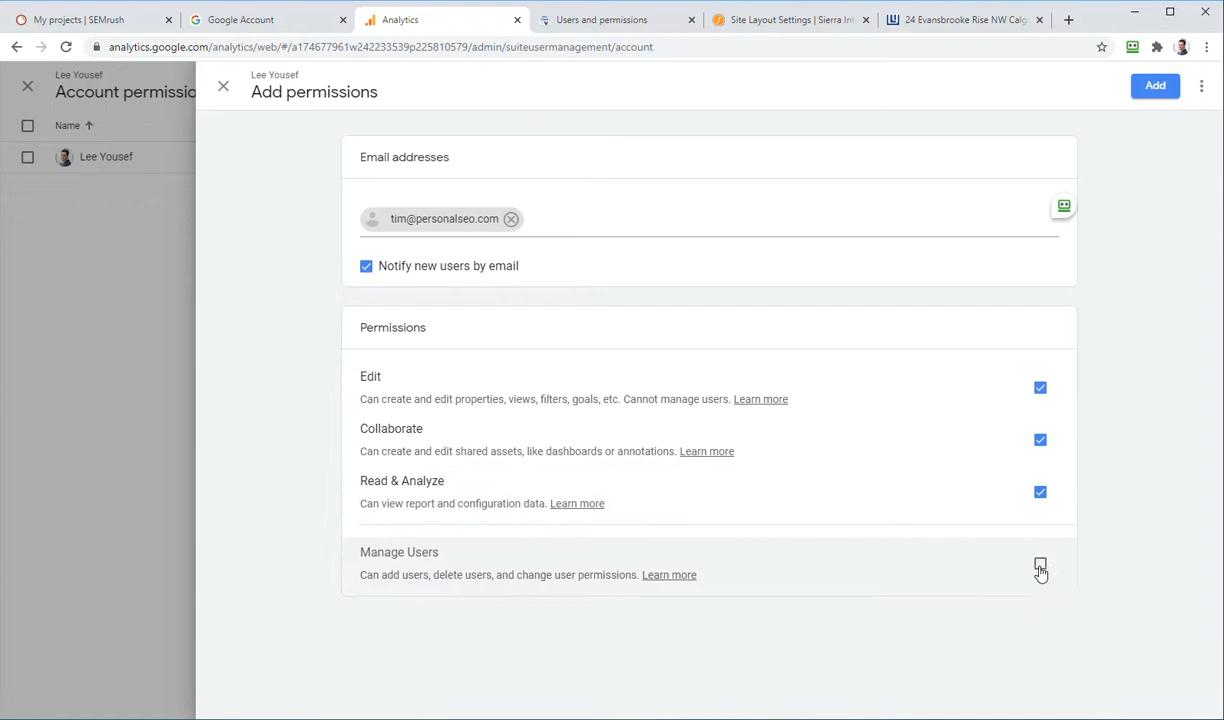 My projects | SEMrush
Google Account
Analytics
Users and permissions
Site Layout Settings | Sierra Int
24 Evansbrooke Rise NW Calg
analytics.google.com/analytics/web/#/a174677961w242233539p225810579/admin/suiteusermanagement/account
Lee Yousef
Account permissio
Name
Lee Yousef
Lee Yousef
Add permissions
Add
Email addresses
tim@personalseo.com
Notify new users by email
Permissions
Edit
Can create and edit properties, views, filters, goals, etc. Cannot manage users. Learn more
Collaborate
Can create and edit shared assets, like dashboards or annotations. Learn more
Read & Analyze
Can view report and configuration data. Learn more
Manage Users
Can add users, delete users, and change user permissions. Learn more